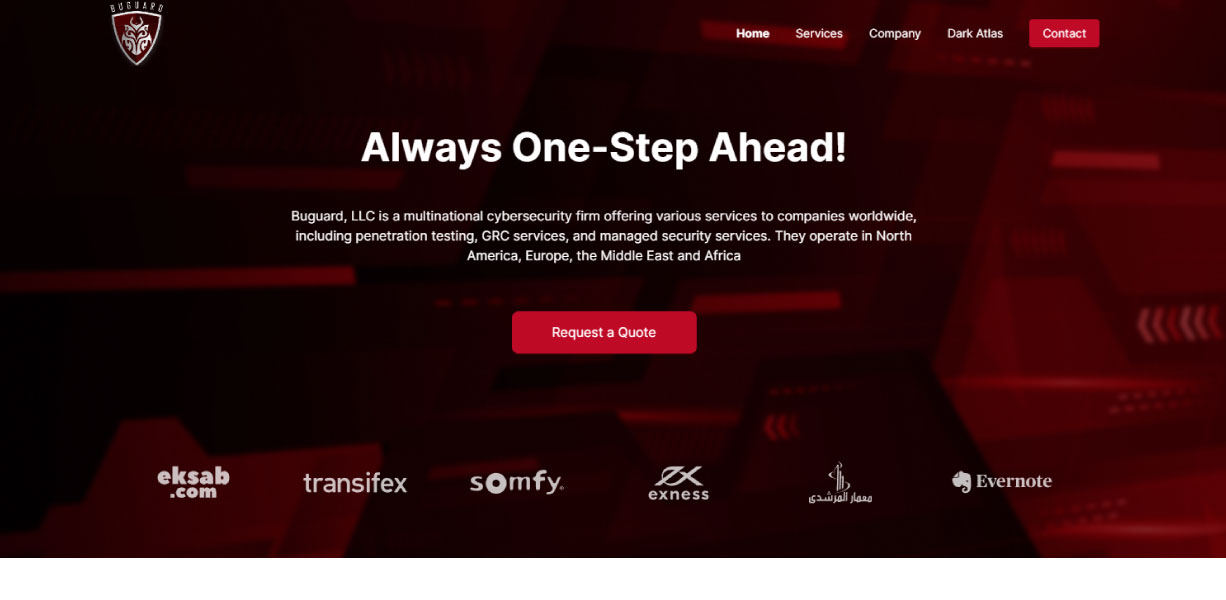 BUGUARD
Home Services Company Dark Atlas Contact
Always One-Step Ahead!
Buguard, LLC is a multinational cybersecurity firm offering various services to companies worldwide,
including penetration testing, GRC services, and managed security services. They operate in North
America, Europe, the Middle East and Africa
Request a Quote
eksab
.com
transifex
somfy®
exness
معمار المرشدي
Evernote